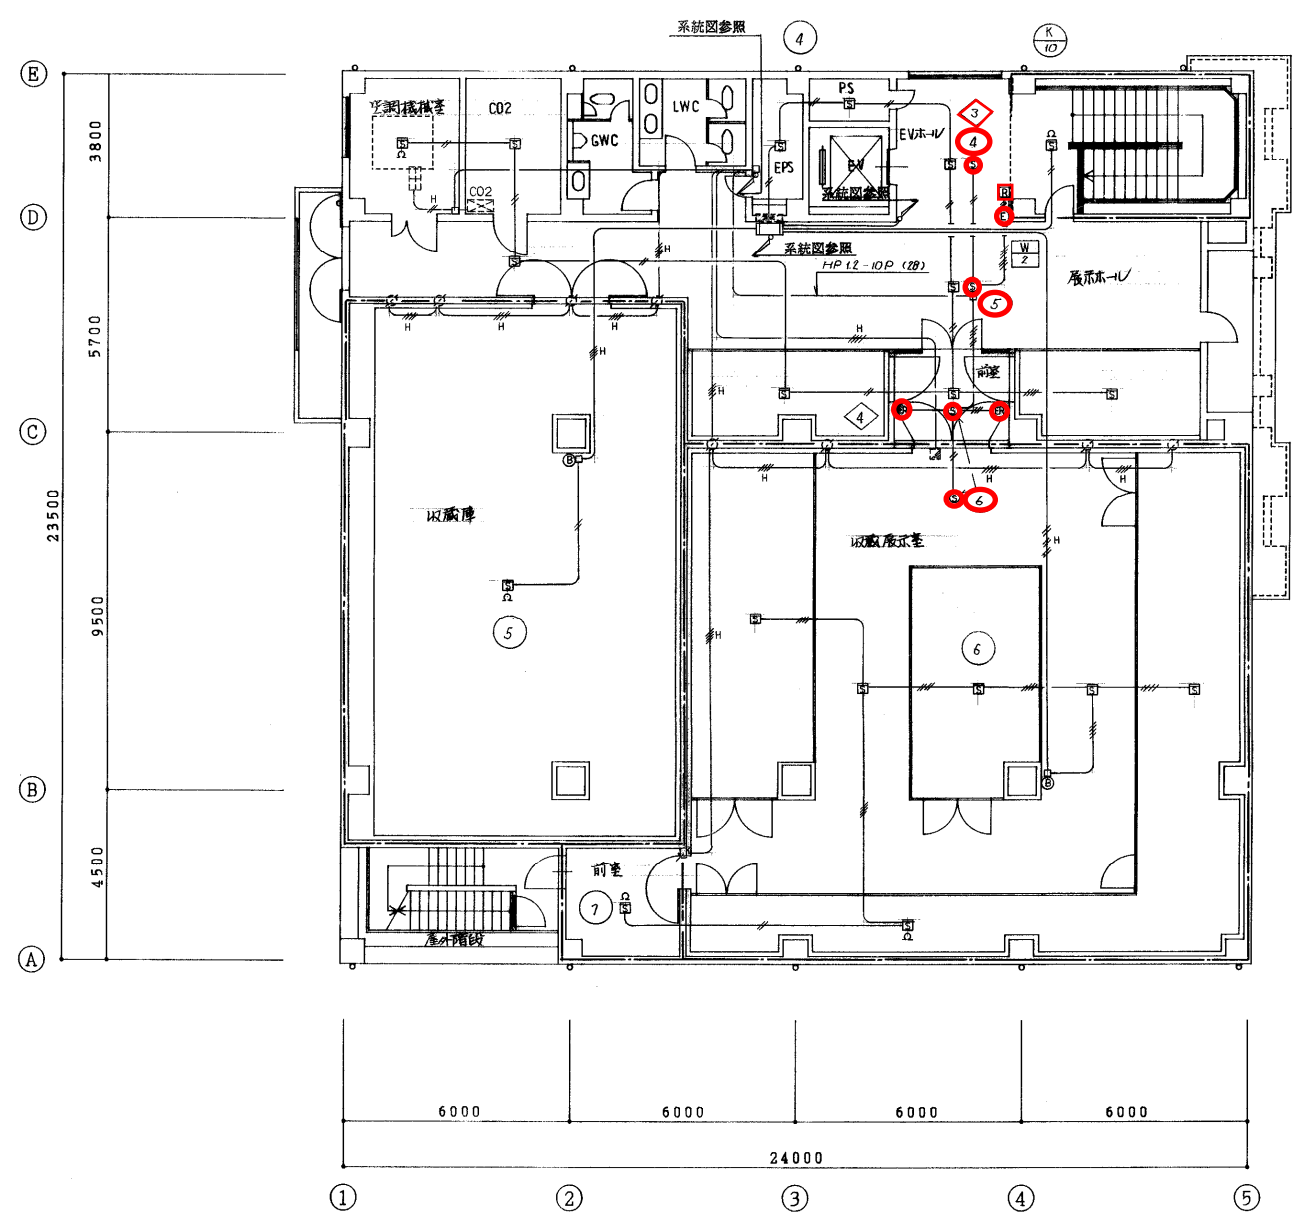 系統図参照
4
K
10
E
3800
空調機械室
CO2
GWC
LWC
PS
EPS
EV
EVホール
3
4
S
R
E
CO2
H
系統図参照
D
系統図参照
HP 1.2 - 10P (28)
W
2
展示ホール
S
5
H
H
H
H
H
H
5700
前室
4
C
S
H
H
H
B
23500
収蔵庫
S
6
収蔵展示室
H
9500
S
5
H
S
6
S
B
B
4500
前室
7
S
屋外階段
A
6000
6000
6000
6000
24000
1
2
3
4
5